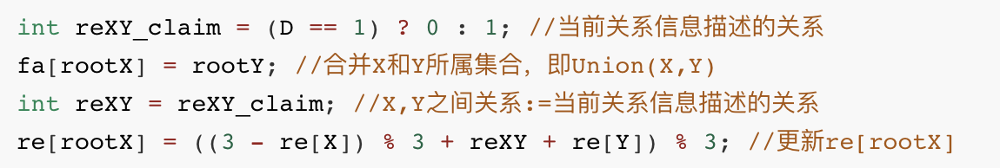 int reXY_claim = (D == 1) ? 0 : 1; //当前关系信息描述的关系
fa[rootX] = rootY; //合并X和Y所属集合，即Union(X,Y)
int reXY = reXY_claim; //X,Y之间关系:=当前关系信息描述的关系
re[rootX] = ((3 - re[X]) % 3 + reXY + re[Y]) % 3; //更新re[rootX]